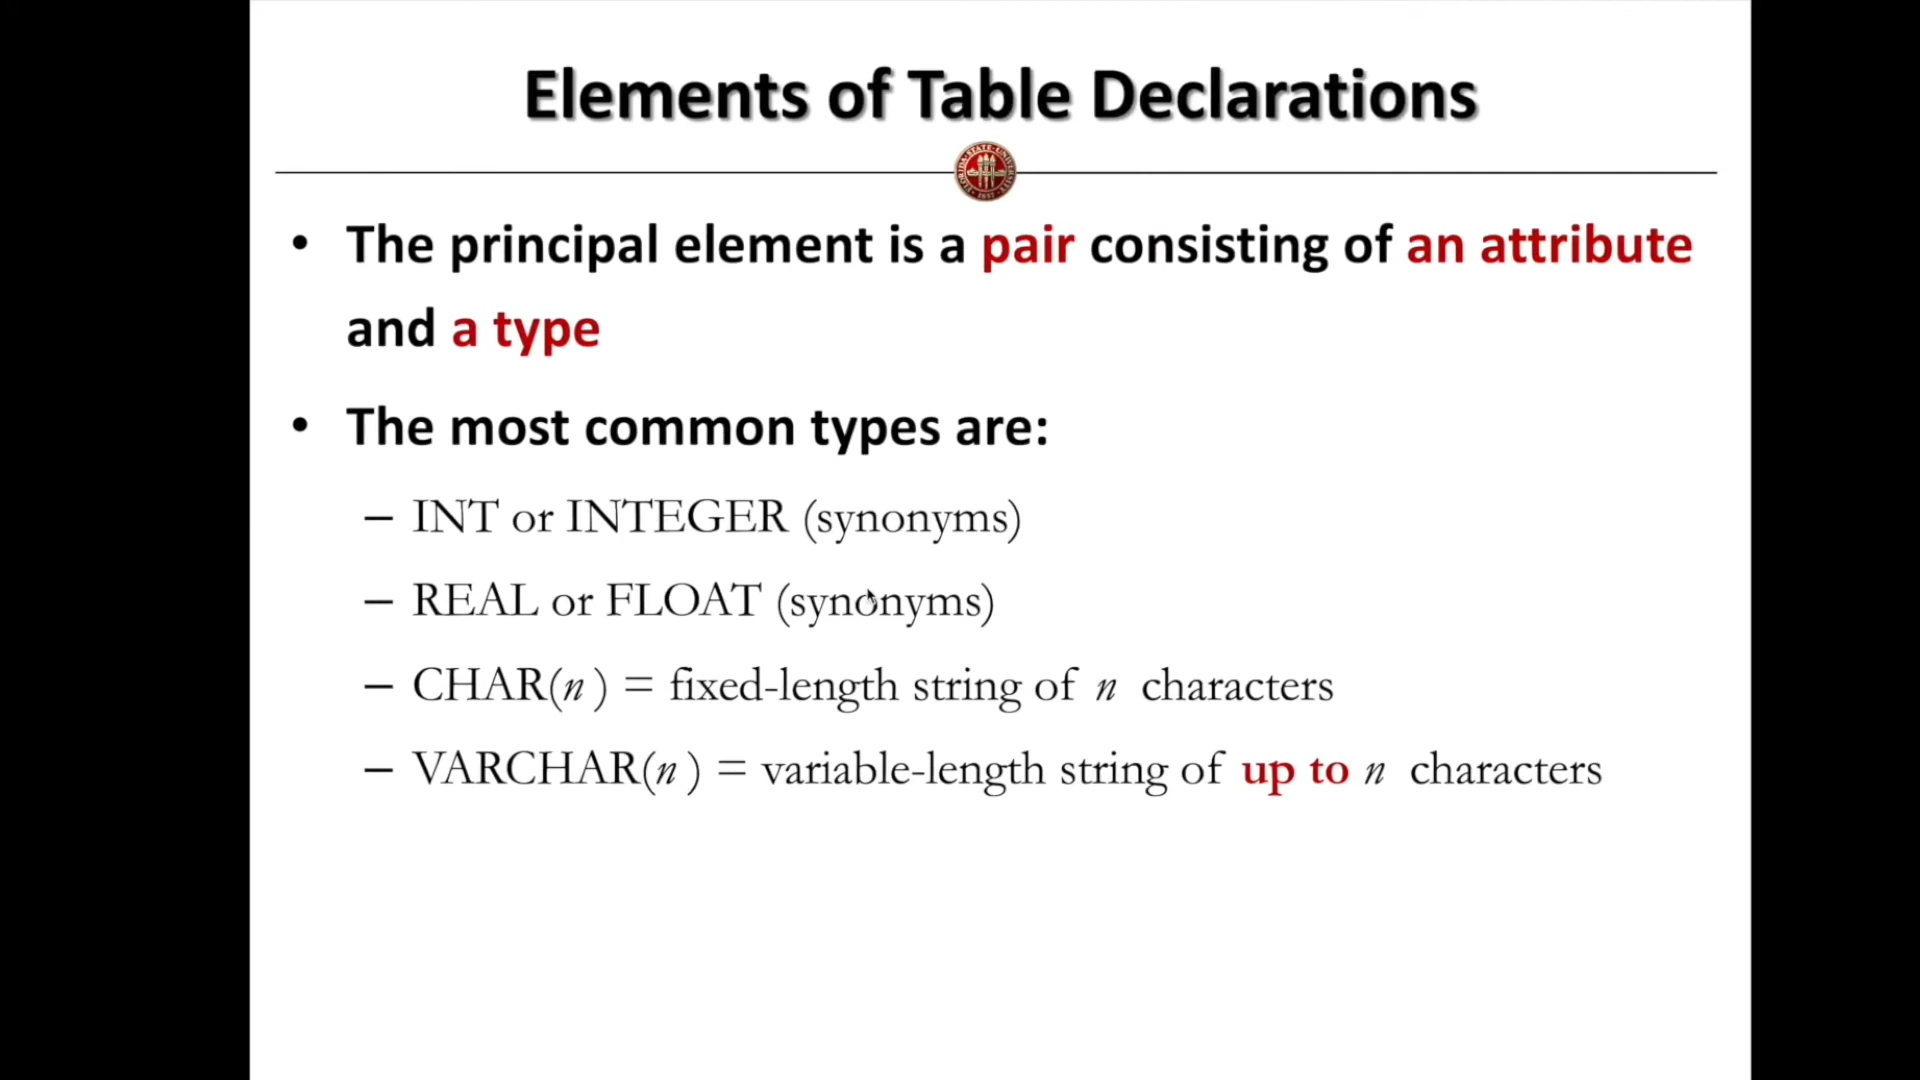 Elements of Table Declarations
• The principal element is a pair consisting of an attribute
and a type
• The most common types are:
– INT or INTEGER (synonyms)
– REAL or FLOAT (synonyms)
– CHAR(n ) = fixed-length string of n characters
– VARCHAR(n ) = variable-length string of up to n characters